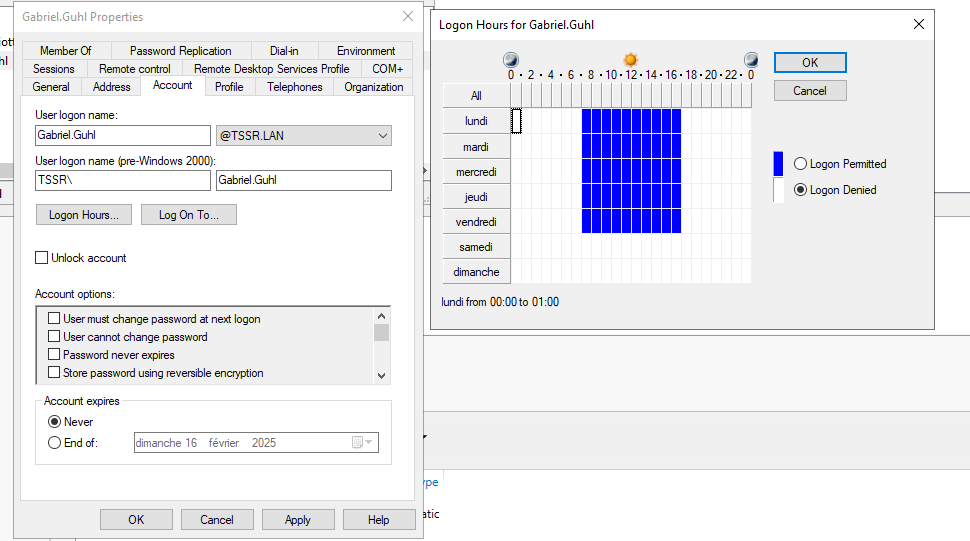 Gabriel.Guhl Properties
Member Of Password Replication Dial-in Environment
Sessions Remote control Remote Desktop Services Profile COM+
General Address Account Profile Telephones Organization
User logon name:
Gabriel.Guhl @TSSR.LAN
User logon name (pre-Windows 2000):
TSSR\ Gabriel.Guhl
Logon Hours... Log On To...
Unlock account
Account options:
User must change password at next logon
User cannot change password
Password never expires
Store password using reversible encryption
Account expires
Never
End of: dimanche 16 février 2025
OK Cancel Apply Help
Logon Hours for Gabriel.Guhl
0 · 2 · 4 · 6 · 8 · 10 · 12 · 14 · 16 · 18 · 20 · 22 · 0
All
lundi
mardi
mercredi
jeudi
vendredi
samedi
dimanche
OK
Cancel
Logon Permitted
Logon Denied
lundi from 00:00 to 01:00
ype
atic